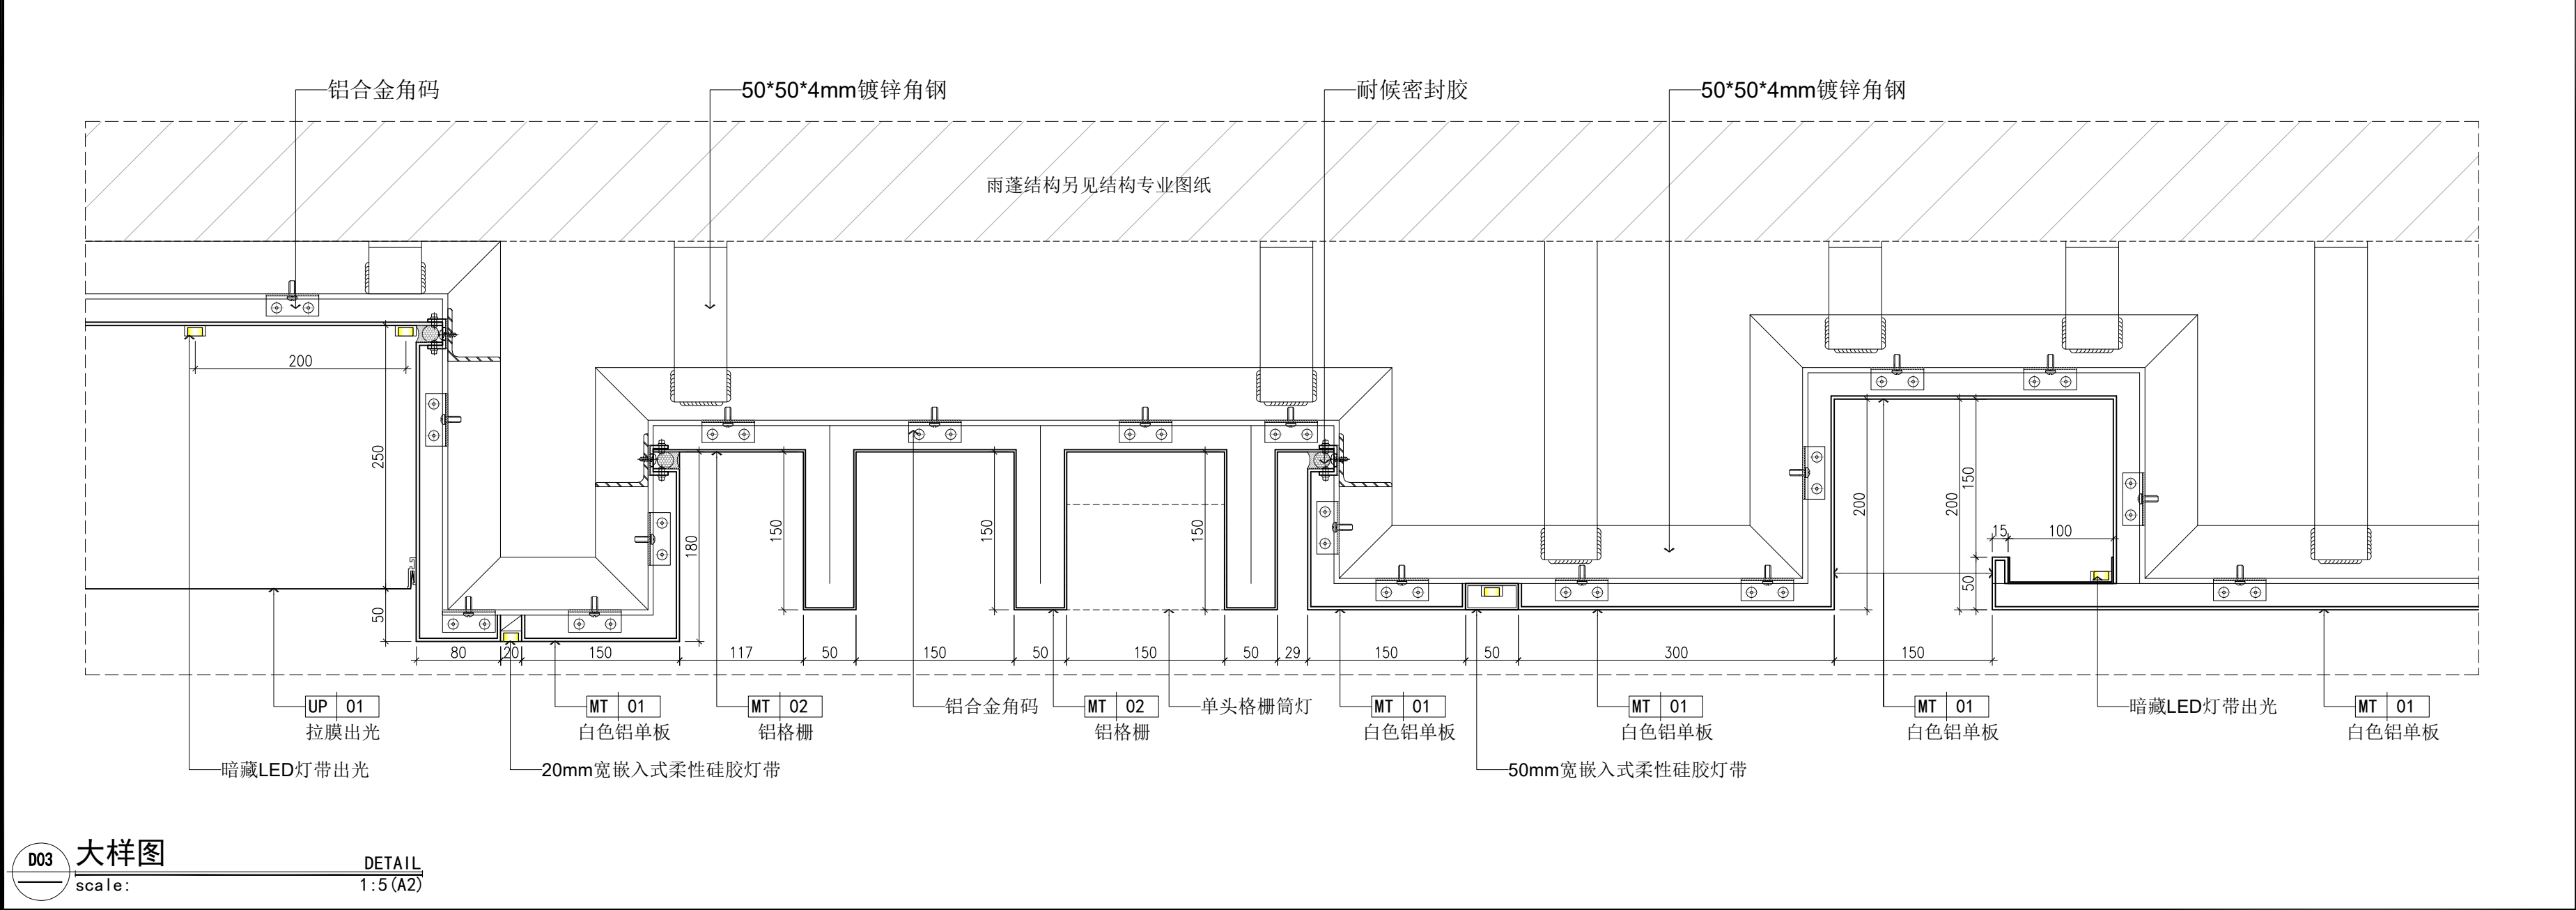 铝合金角码
50*50*4mm镀锌角钢
耐候密封胶
50*50*4mm镀锌角钢
雨蓬结构另见结构专业图纸
200
250
50
180
150
150
150
200
200
150
50
15
100
80
20
150
117
50
150
50
150
50
29
150
50
300
150
UP 01
拉膜出光
MT 01
白色铝单板
MT 02
铝格栅
铝合金角码
MT 02
铝格栅
单头格栅筒灯
MT 01
白色铝单板
MT 01
白色铝单板
MT 01
白色铝单板
暗藏LED灯带出光
MT 01
白色铝单板
暗藏LED灯带出光
20mm宽嵌入式柔性硅胶灯带
50mm宽嵌入式柔性硅胶灯带
D03
大样图
DETAIL
scale:
1:5(A2)